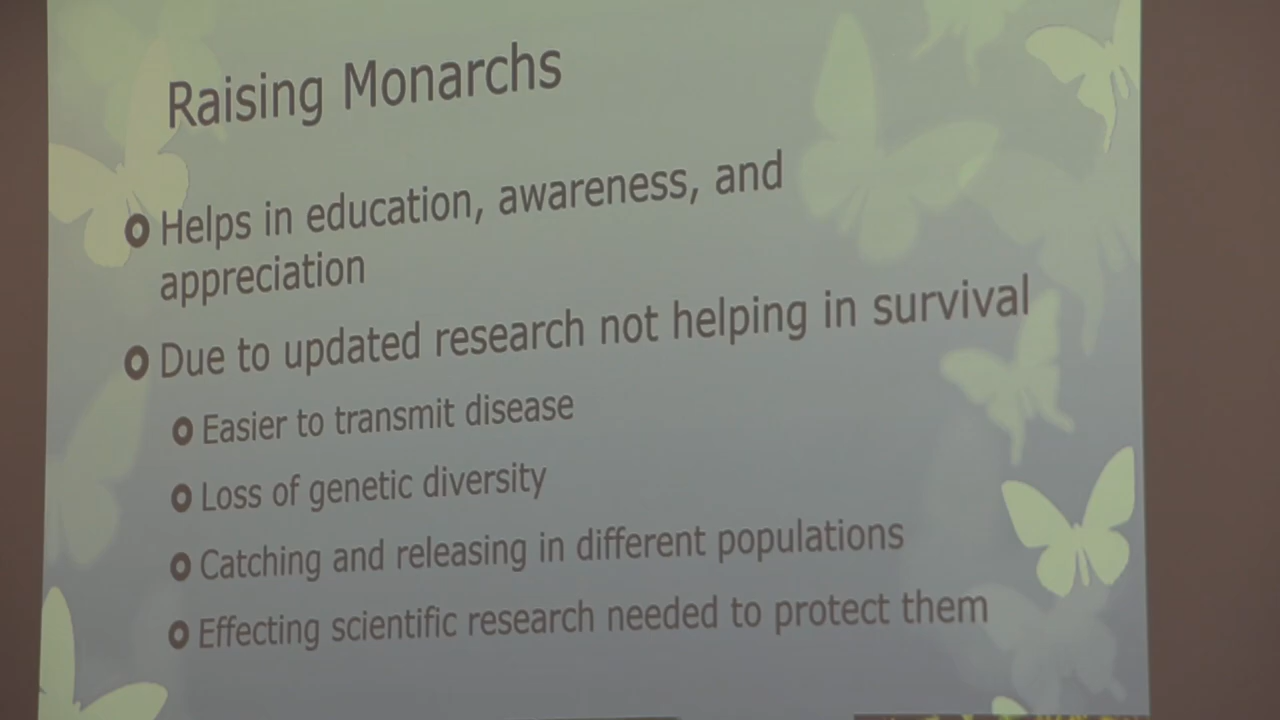 Raising Monarchs
Helps in education, awareness, and
appreciation
Due to updated research not helping in survival
Easier to transmit disease
Loss of genetic diversity
Catching and releasing in different populations
Effecting scientific research needed to protect them